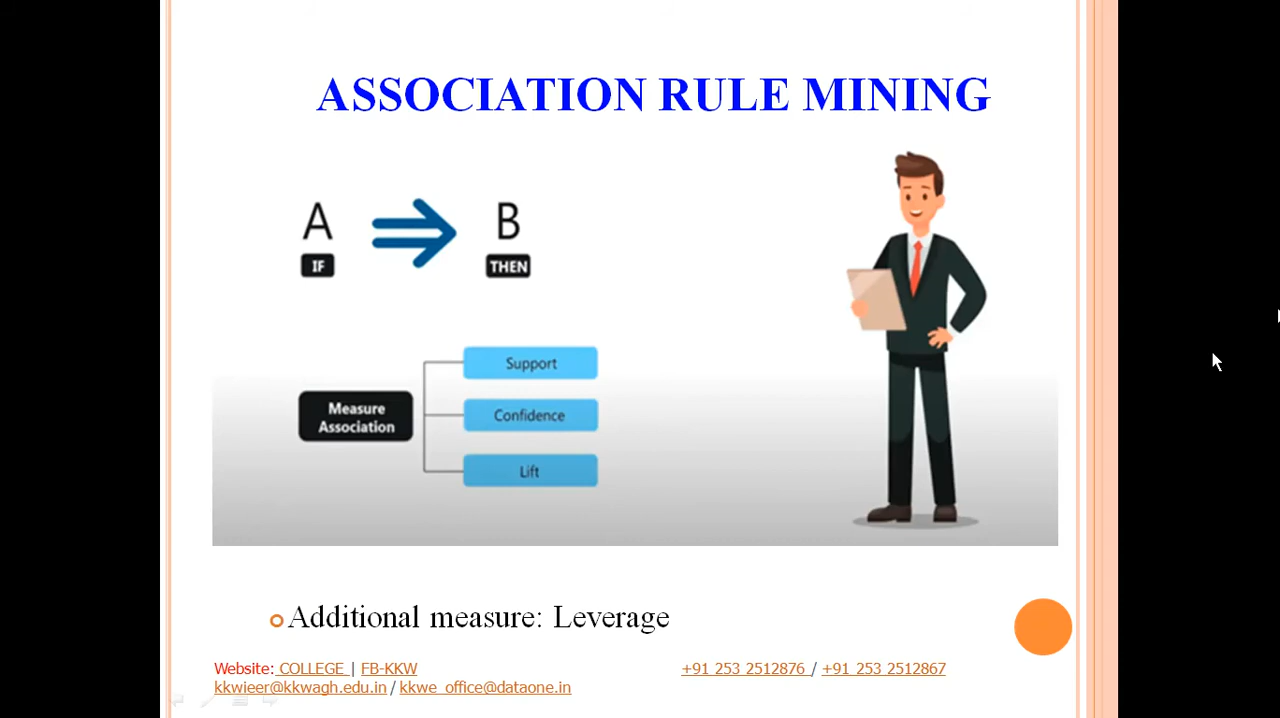 ASSOCIATION RULE MINING
A B
IF THEN
Support
Measure
Association
Confidence
Lift
Additional measure: Leverage
Website: COLLEGE | FB-KKW +91 253 2512876 / +91 253 2512867
kkwieer@kkwagh.edu.in / kkwe_office@dataone.in